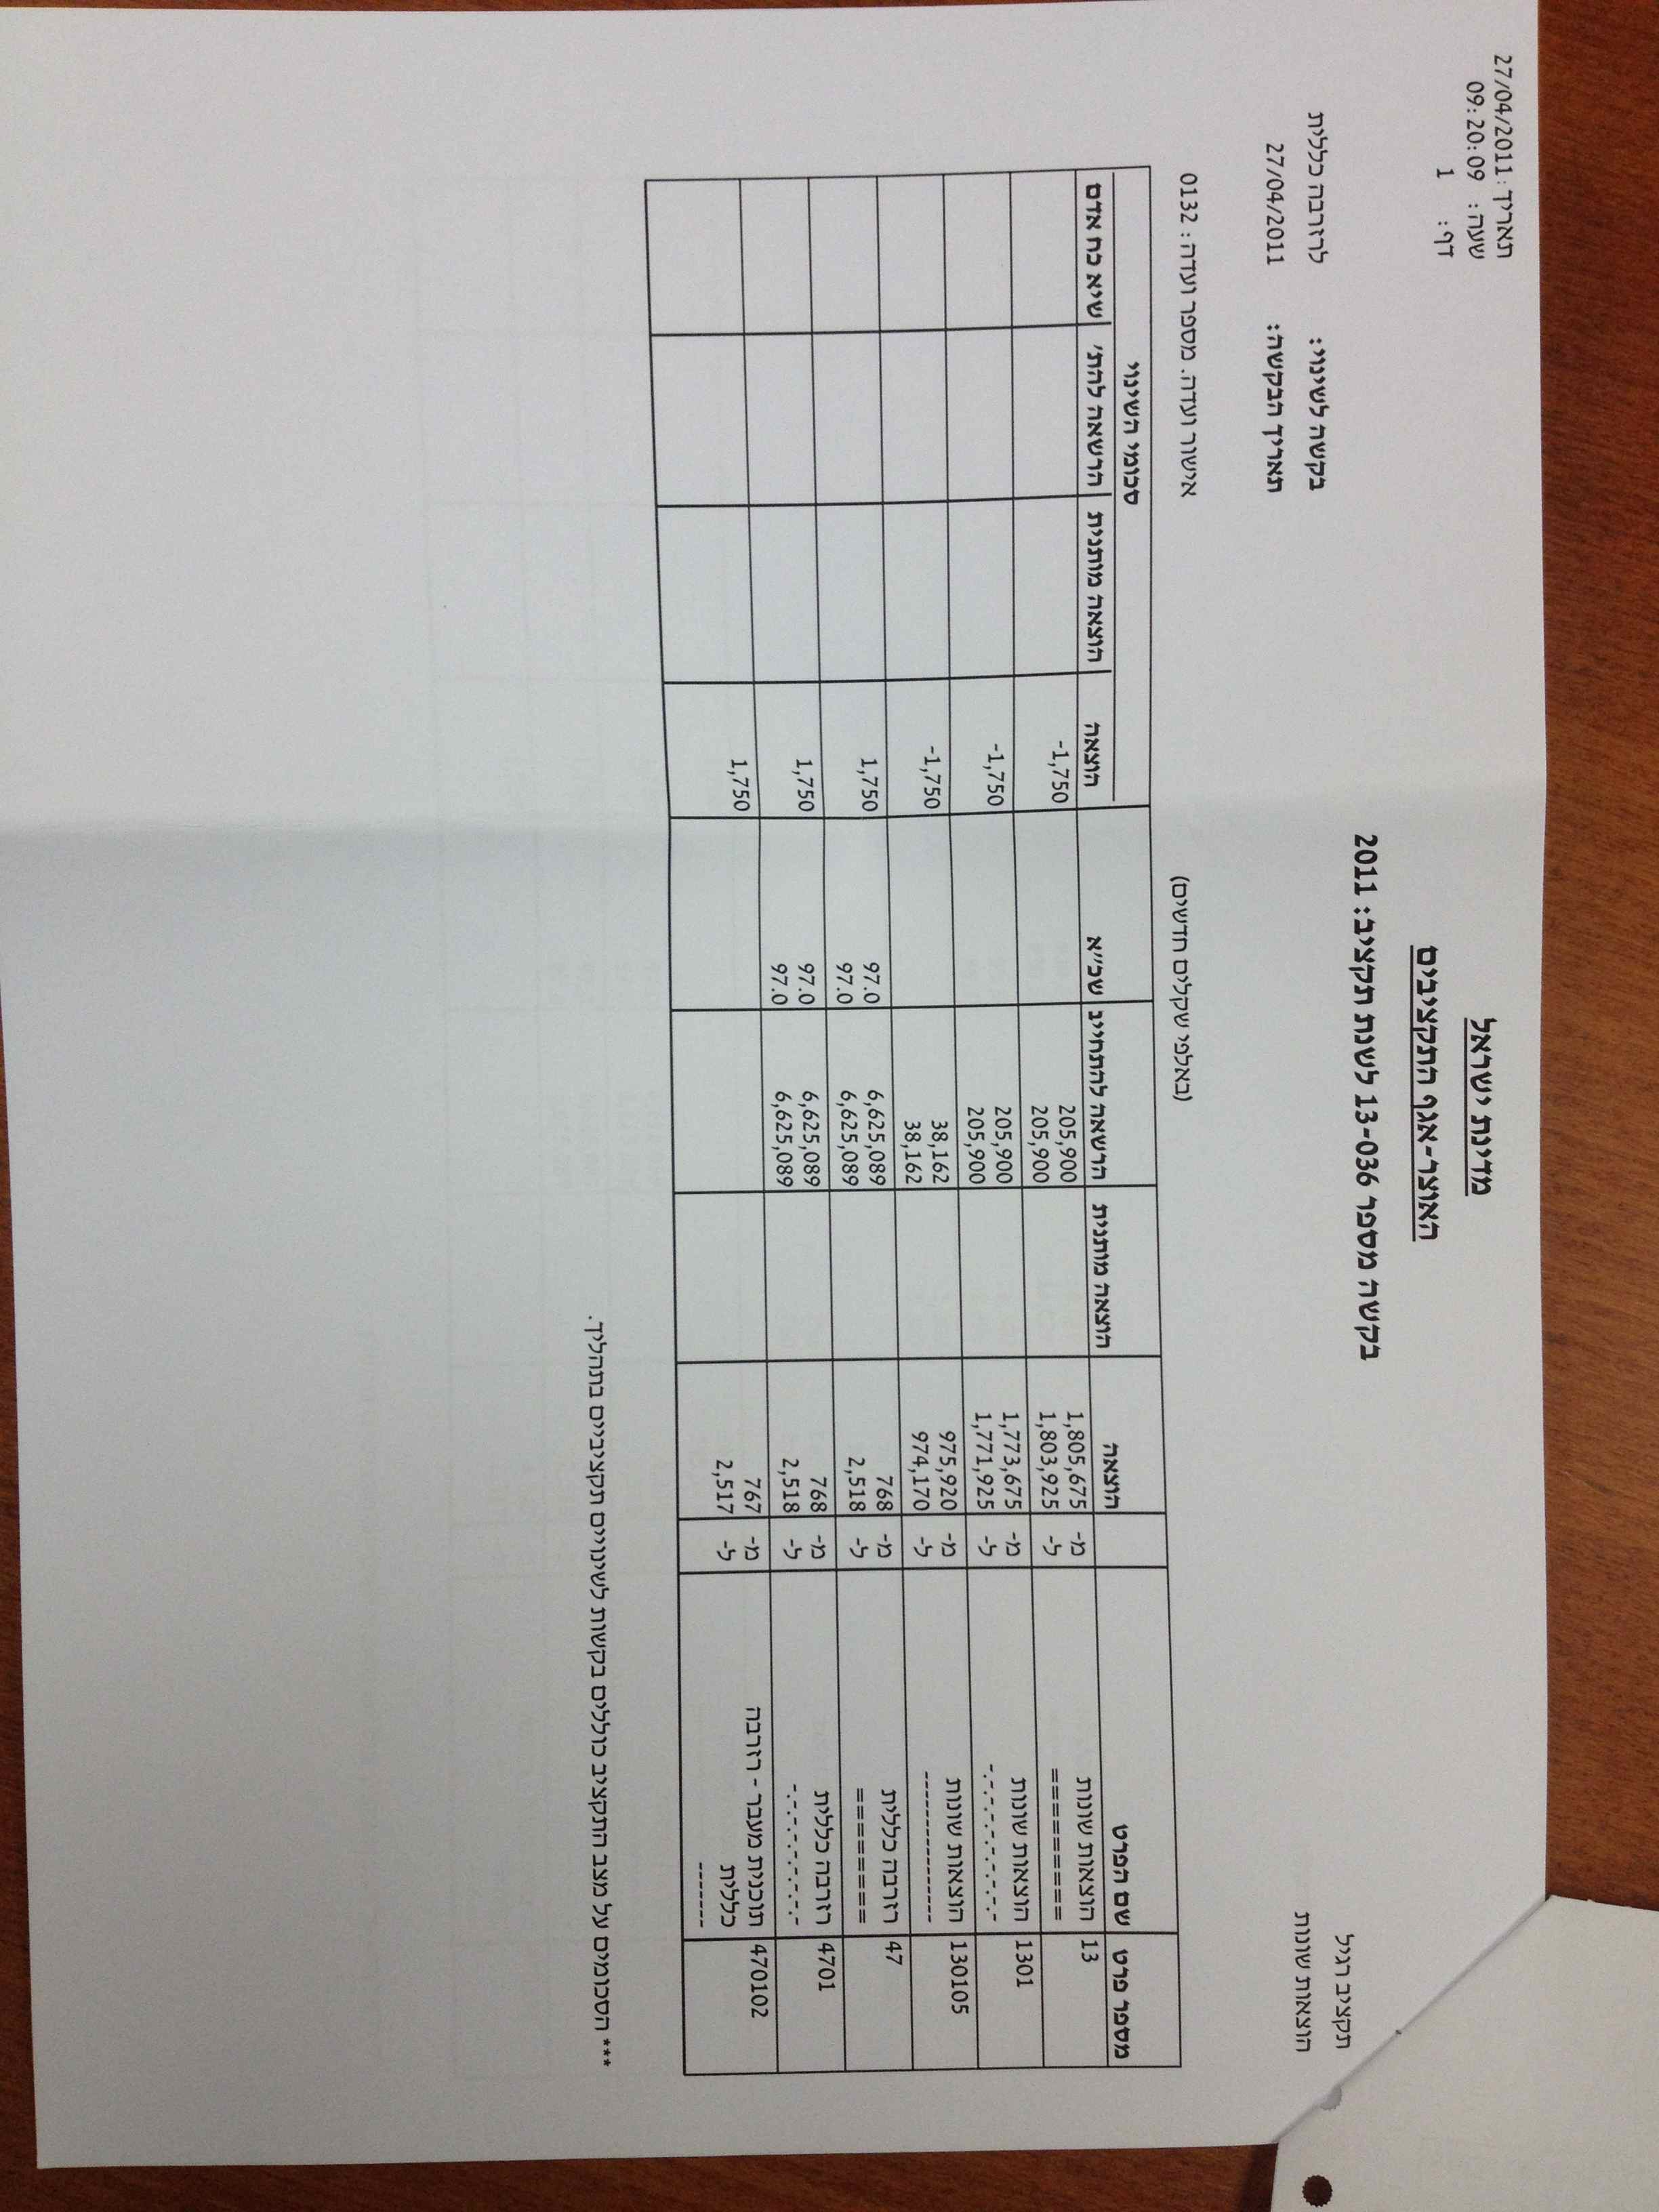 תאריך: 27/04/2011
שעה: 09:20:09
דף: 1
מדינת ישראל
האוצר-אגף התקציבים
בקשה מספר 13-036 לשנת תקציב: 2011
תקציב רגיל
הוצאות שונות
בקשה לשינוי: לרזרבה כללית
תאריך הבקשה: 27/04/2011
(באלפי שקלים חדשים)
אישור ועדה. מספר ועדה: 0132
סכומי השינוי
מספר פרט שם הפרט הוצאה הוצאה מותנית הרשאה להתחייב שכ"א הוצאה הוצאה מותנית הרשאה להת' שיא כח אדם
13 הוצאות שונות מ- 1,805,675 205,900 -1,750
========= ל- 1,803,925 205,900
1301 הוצאות שונות מ- 1,773,675 205,900 -1,750
-.-.-.-.-.-.-.-.- ל- 1,771,925 205,900
130105 הוצאות שונות מ- 975,920 38,162 -1,750
------------- ל- 974,170 38,162
47 רזרבה כללית מ- 768 6,625,089 97.0 1,750
======== ל- 2,518 6,625,089 97.0
4701 רזרבה כללית מ- 768 6,625,089 97.0 1,750
-.-.-.-.-.-.-.-.- ל- 2,518 6,625,089 97.0
470102 תוכנית מעבר - רזרבה מ- 767 1,750
כללית ל- 2,517
-------
*** הסכומים על מצב התקציב כוללים בקשות לשינויים תקציביים בתהליך.